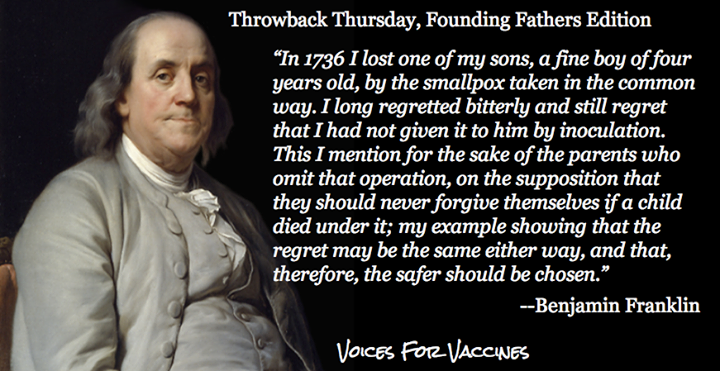 Throwback Thursday, Founding Fathers Edition
“In 1736 I lost one of my sons, a fine boy of four
years old, by the smallpox taken in the common
way. I long regretted bitterly and still regret
that I had not given it to him by inoculation.
This I mention for the sake of the parents who
omit that operation, on the supposition that
they should never forgive themselves if a child
died under it; my example showing that the
regret may be the same either way, and that,
therefore, the safer should be chosen.”
--Benjamin Franklin
Voices For Vaccines